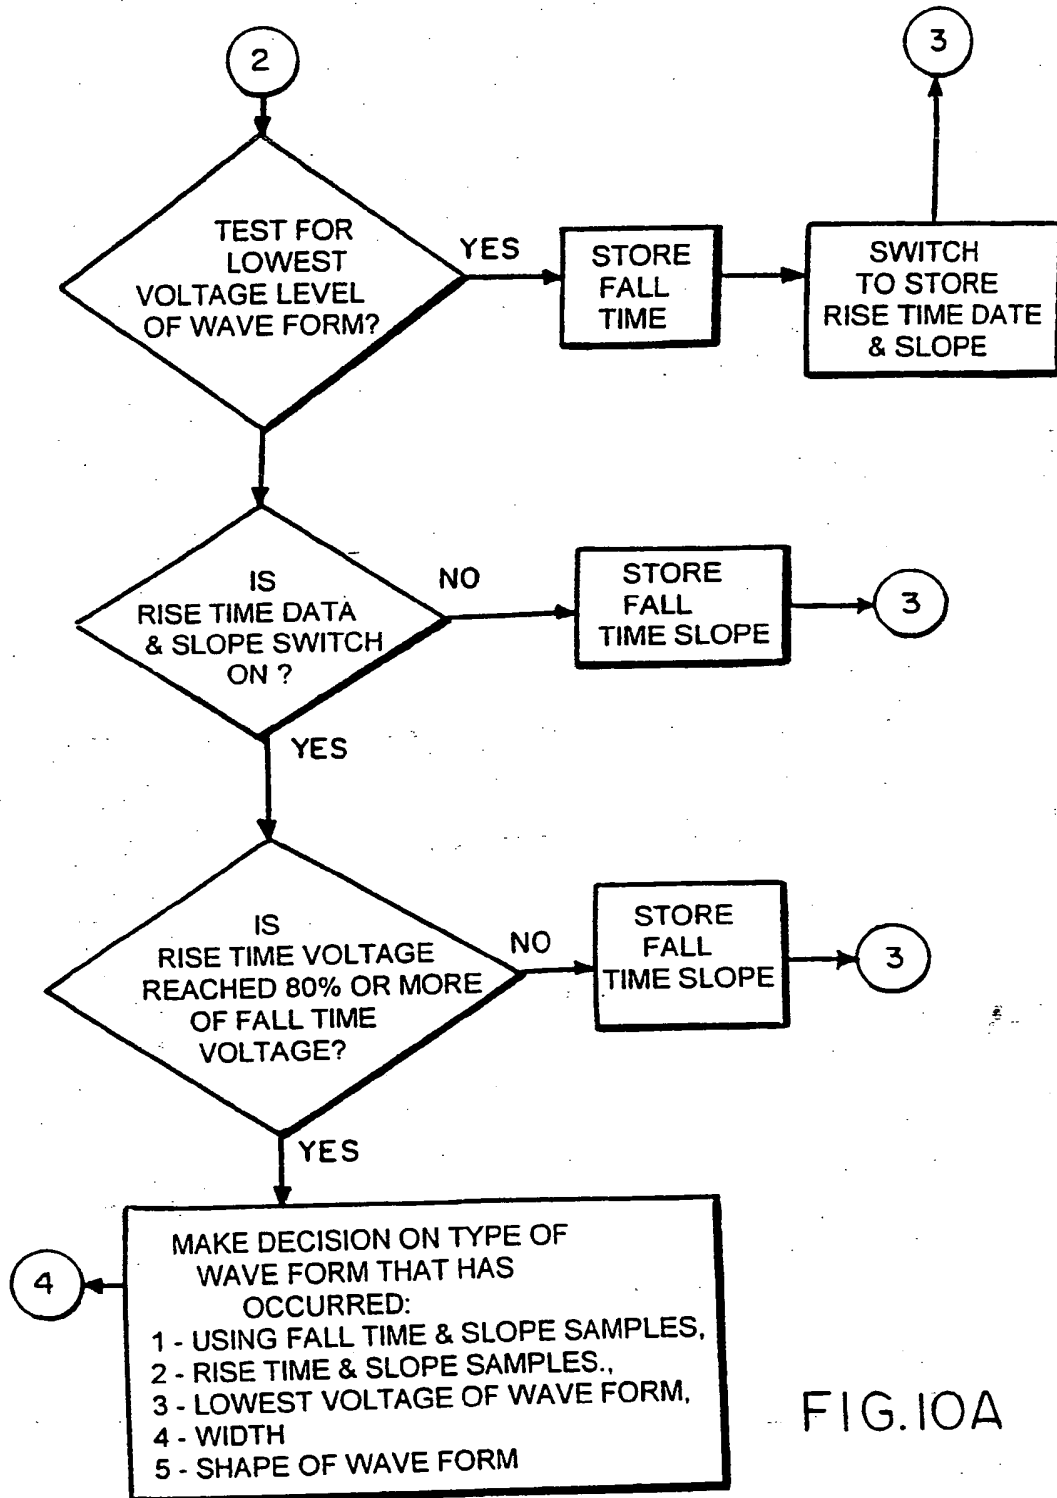 2
3
TEST FOR
LOWEST
VOLTAGE LEVEL
OF WAVE FORM?
YES
STORE
FALL
TIME
SWITCH
TO STORE
RISE TIME DATE
& SLOPE
IS
RISE TIME DATA
& SLOPE SWITCH
ON ?
NO
STORE
FALL
TIME SLOPE
3
YES
IS
RISE TIME VOLTAGE
REACHED 80% OR MORE
OF FALL TIME
VOLTAGE?
NO
STORE
FALL
TIME SLOPE
3
YES
4
MAKE DECISION ON TYPE OF
WAVE FORM THAT HAS
OCCURRED:
1 - USING FALL TIME & SLOPE SAMPLES,
2 - RISE TIME & SLOPE SAMPLES.,
3 - LOWEST VOLTAGE OF WAVE FORM,
4 - WIDTH
5 - SHAPE OF WAVE FORM
FIG.10A